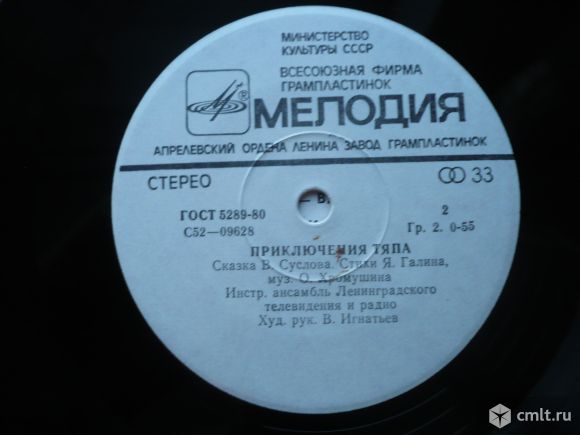 МИНИСТЕРСТВО
КУЛЬТУРЫ СССР
ВСЕСОЮЗНАЯ ФИРМА
ГРАМПЛАСТИНОК
®
МЕЛОДИЯ
АПРЕЛЕВСКИЙ ОРДЕНА ЛЕНИНА ЗАВОД ГРАМПЛАСТИНОК
СТЕРЕО 33
ГОСТ 5289-80 2
С52—09628 Гр. 2. 0-55
ПРИКЛЮЧЕНИЯ ТЯПА
Сказка В. Суслова. Стихи Я. Галина,
муз. О. Хромушина
Инстр. ансамбль Ленинградского
телевидения и радио
Худ. рук. В. Игнатьев
cmlt.ru